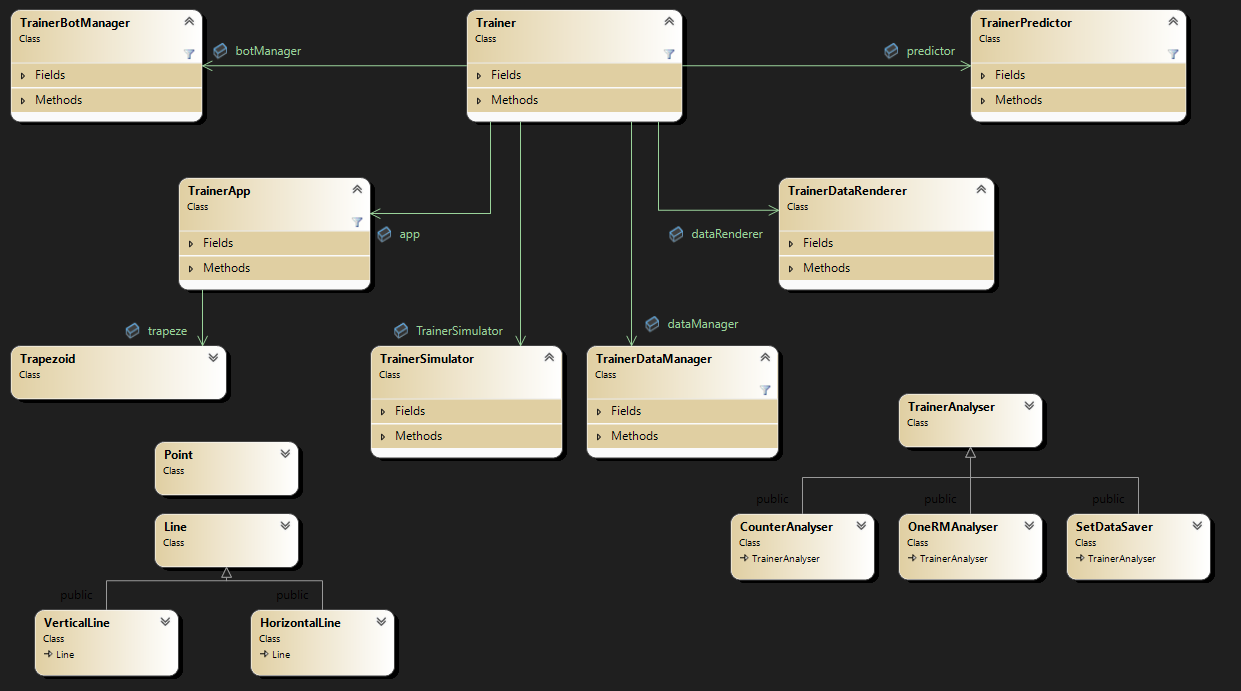 TrainerBotManager
Class
Fields
Methods
botManager
Trainer
Class
Fields
Methods
predictor
TrainerPredictor
Class
Fields
Methods
TrainerApp
Class
Fields
Methods
app
dataRenderer
TrainerDataRenderer
Class
Fields
Methods
trapeze
Trapezoid
Class
TrainerSimulator
TrainerSimulator
Class
Fields
Methods
dataManager
TrainerDataManager
Class
Fields
Methods
TrainerAnalyser
Class
Point
Class
Line
Class
public
public
VerticalLine
Class
Line
HorizontalLine
Class
Line
public
public
public
CounterAnalyser
Class
TrainerAnalyser
OneRMAnalyser
Class
TrainerAnalyser
SetDataSaver
Class
TrainerAnalyser